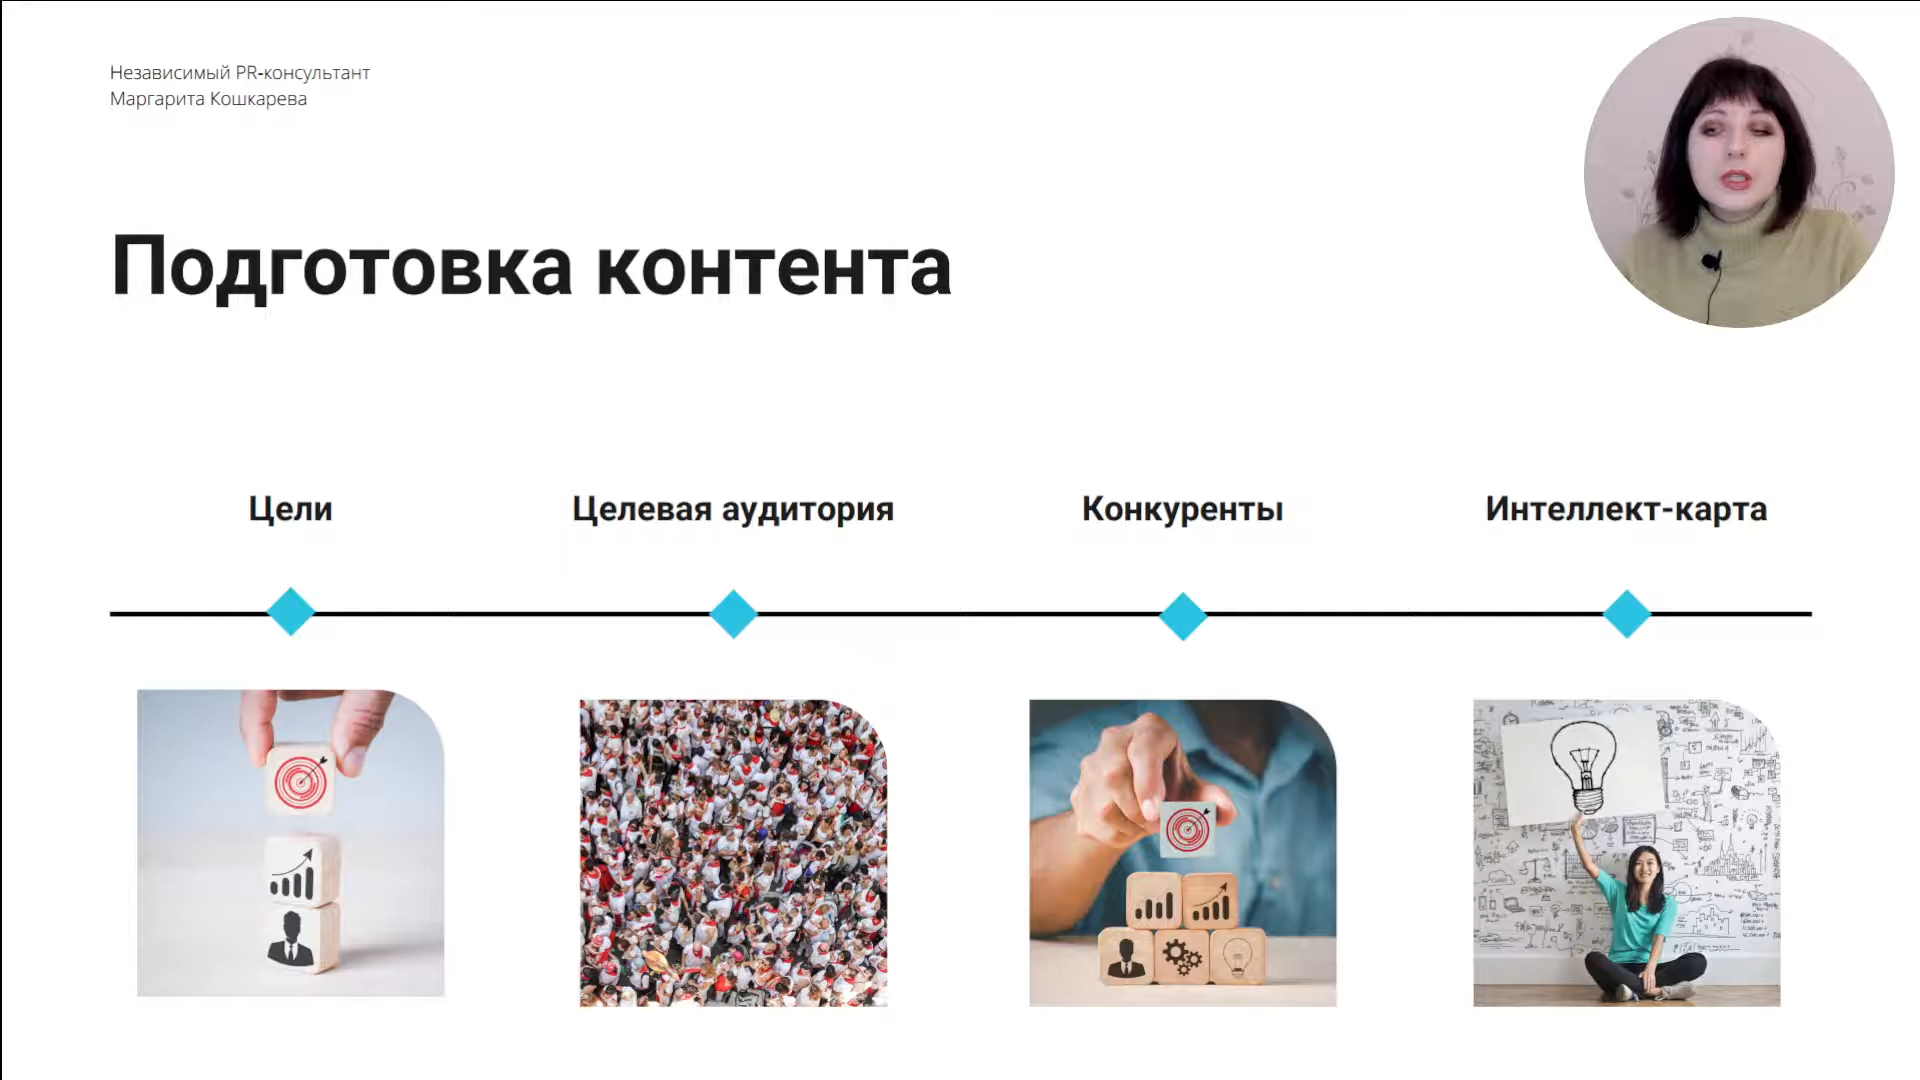 Независимый PR-консультант
Маргарита Кошкарева
Подготовка контента
Цели
Целевая аудитория
Конкуренты
Интеллект-карта